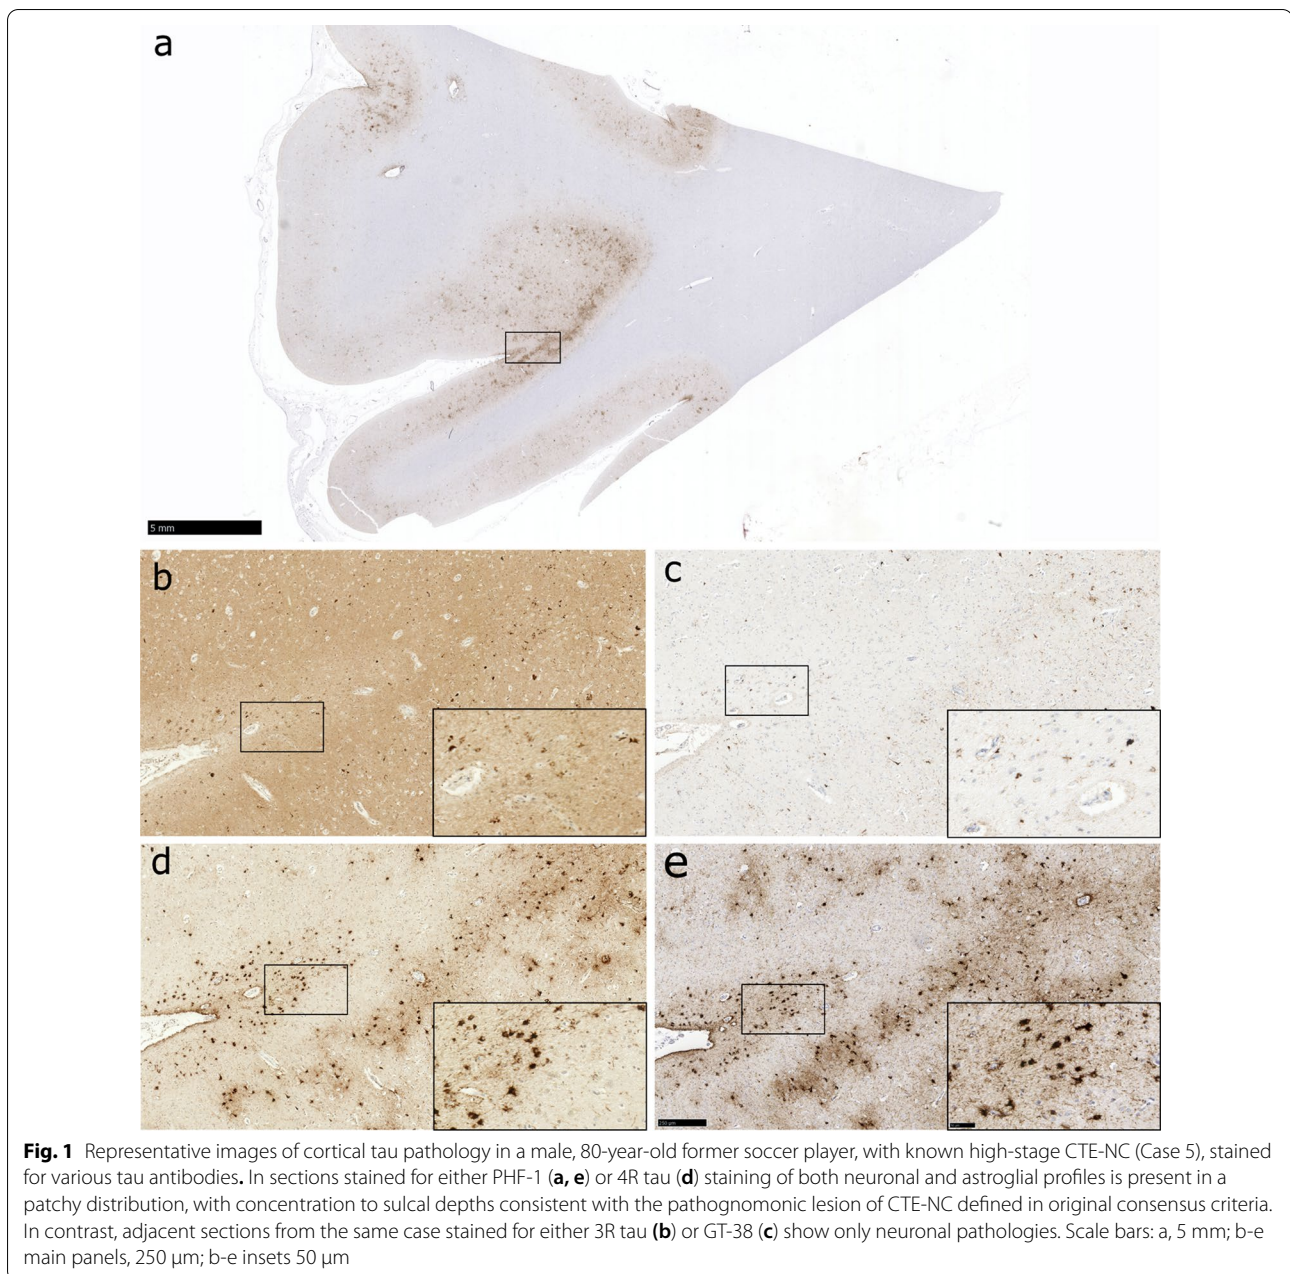 a
5 mm
b
c
d
e
250 µm
Fig. 1 Representative images of cortical tau pathology in a male, 80-year-old former soccer player, with known high-stage CTE-NC (Case 5), stained
for various tau antibodies. In sections stained for either PHF-1 (a, e) or 4R tau (d) staining of both neuronal and astroglial profiles is present in a
patchy distribution, with concentration to sulcal depths consistent with the pathognomonic lesion of CTE-NC defined in original consensus criteria.
In contrast, adjacent sections from the same case stained for either 3R tau (b) or GT-38 (c) show only neuronal pathologies. Scale bars: a, 5 mm; b-e
main panels, 250 µm; b-e insets 50 µm